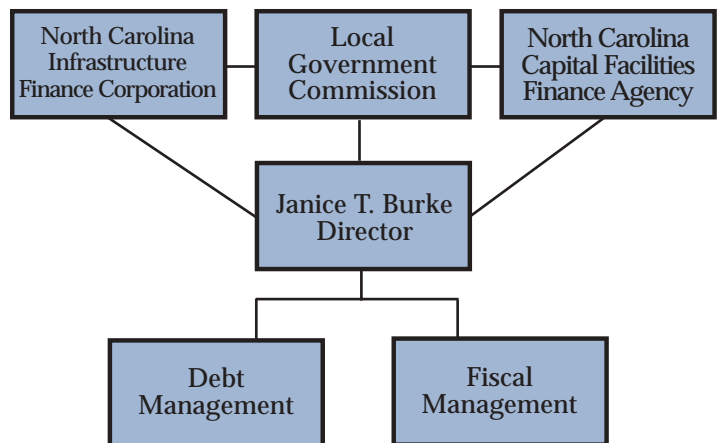 North Carolina
Infrastructure
Finance Corporation
Local
Government
Commission
North Carolina
Capital Facilities
Finance Agency
Janice T. Burke
Director
Debt
Management
Fiscal
Management